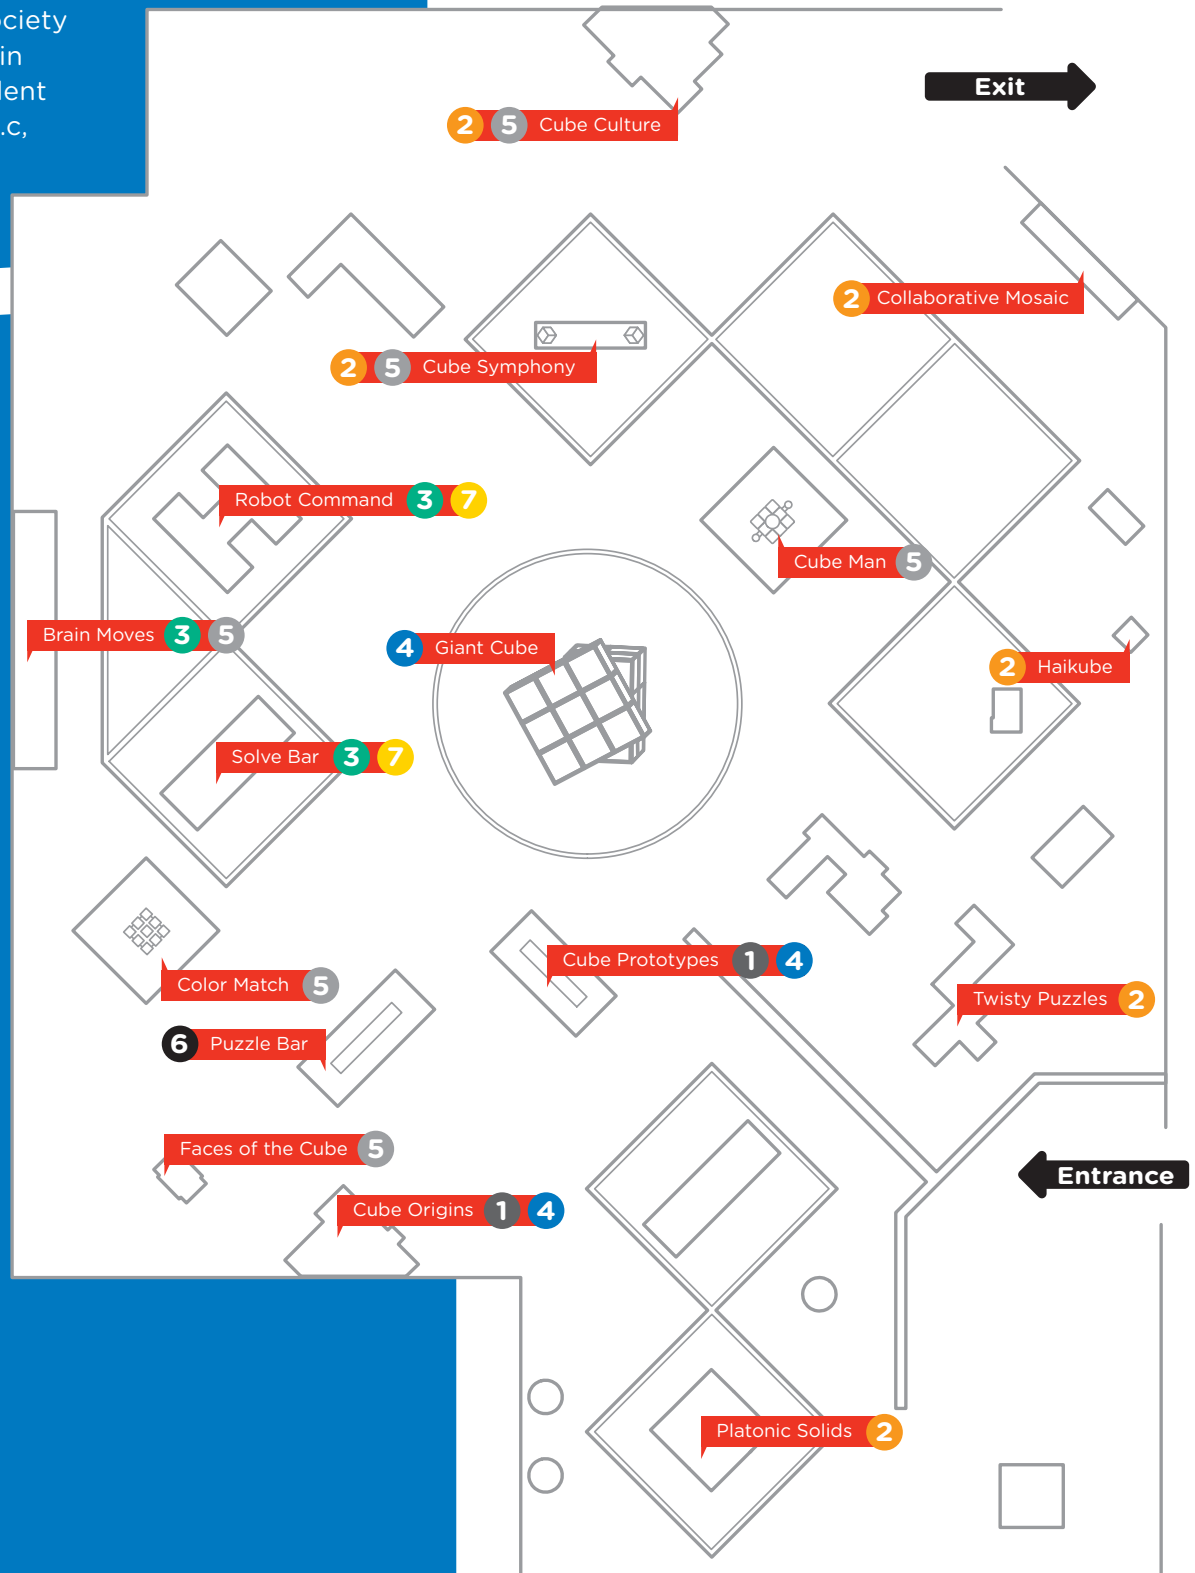 in
Exit
2 5 Cube Culture
2 Collaborative Mosaic
2 5 Cube Symphony
Robot Command 3 7
Cube Man 5
Brain Moves 3 5
4 Giant Cube
2 Haikube
Solve Bar 3 7
Cube Prototypes 1 4
Color Match 5
Twisty Puzzles 2
6 Puzzle Bar
Faces of the Cube 5
Entrance
Cube Origins 1 4
Platonic Solids 2